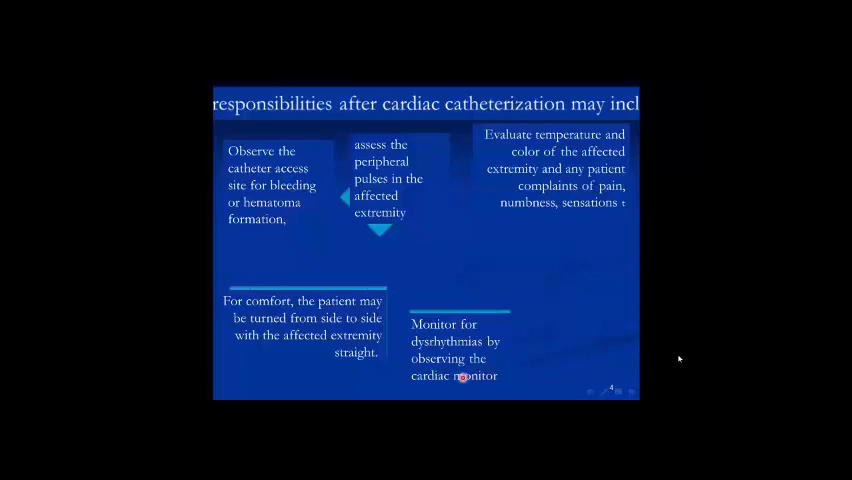 responsibilities after cardiac catheterization may incl
Observe the
catheter access
site for bleeding
or hematoma
formation,
assess the
peripheral
pulses in the
affected
extremity
Evaluate temperature and
color of the affected
extremity and any patient
complaints of pain,
numbness, sensations t
For comfort, the patient may
be turned from side to side
with the affected extremity
straight.
Monitor for
dysrhythmias by
observing the
cardiac monitor
4